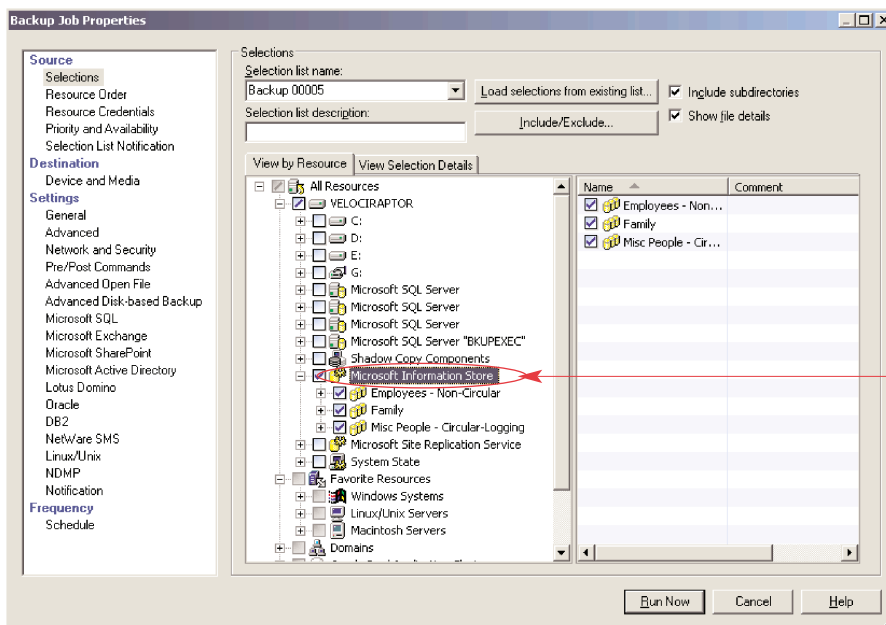 Backup Job Properties
Source
Selections
Resource Order
Resource Credentials
Priority and Availability
Selection List Notification
Destination
Device and Media
Settings
General
Advanced
Network and Security
Pre/Post Commands
Advanced Open File
Advanced Disk-based Backup
Microsoft SQL
Microsoft Exchange
Microsoft SharePoint
Microsoft Active Directory
Lotus Domino
Oracle
DB2
NetWare SMS
Linux/Unix
NDMP
Notification
Frequency
Schedule
Selections
Selection list name:
Backup 00005
Load selections from existing list...
Include subdirectories
Selection list description:
Include/Exclude...
Show file details
View by Resource
View Selection Details
All Resources
VELOCIRAPTOR
C:
D:
E:
G:
Microsoft SQL Server
Microsoft SQL Server
Microsoft SQL Server
Microsoft SQL Server "BKUPEXEC"
Shadow Copy Components
Microsoft Information Store
Employees - Non-Circular
Family
Misc People - Circular-Logging
Microsoft Site Replication Service
System State
Favorite Resources
Windows Systems
Linux/Unix Servers
Macintosh Servers
Domains
Name
Comment
Employees - Non...
Family
Misc People - Cir...
Run Now
Cancel
Help